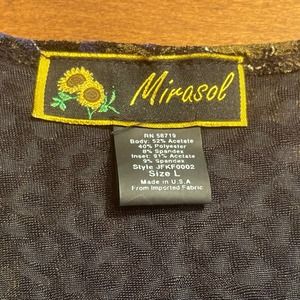 Mirasol
RN 58719
Body: 52% Acetate
40% Polyester
8% Spandex
Inset: 91% Acetate
9% Spandex
Style JFKF0002
Size L
Made in U.S.A
From Imported Fabric